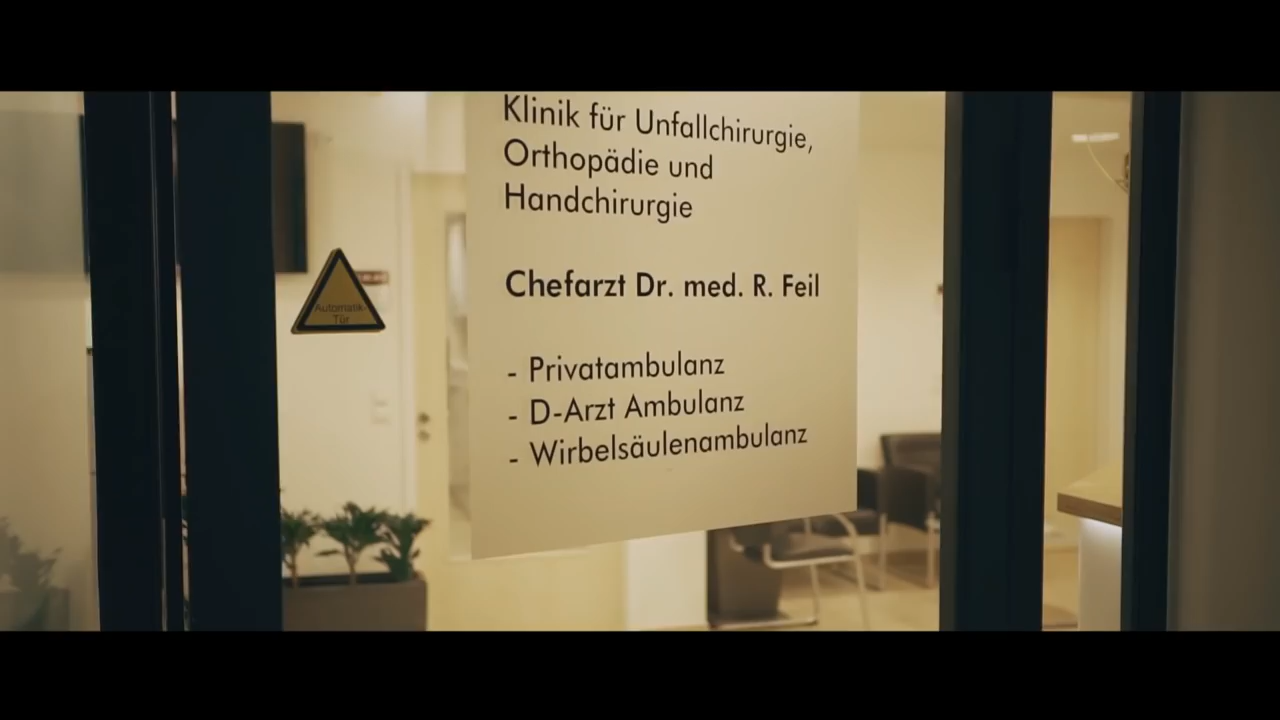 Klinik für Unfallchirurgie,
Orthopädie und
Handchirurgie
Chefarzt Dr. med. R. Feil
- Privatambulanz
- D-Arzt Ambulanz
- Wirbelsäulenambulanz
Automatik-
Tür